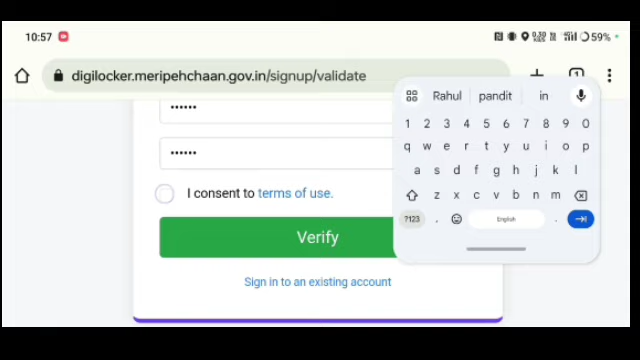 10:57
59%
digilocker.meripehchaan.gov.in/signup/validate
1
••••••
••••••
I consent to terms of use.
Verify
Sign in to an existing account
Rahul pandit in
1 2 3 4 5 6 7 8 9 0
q w e r t y u i o p
a s d f g h j k l
z x c v b n m
?123 , English .